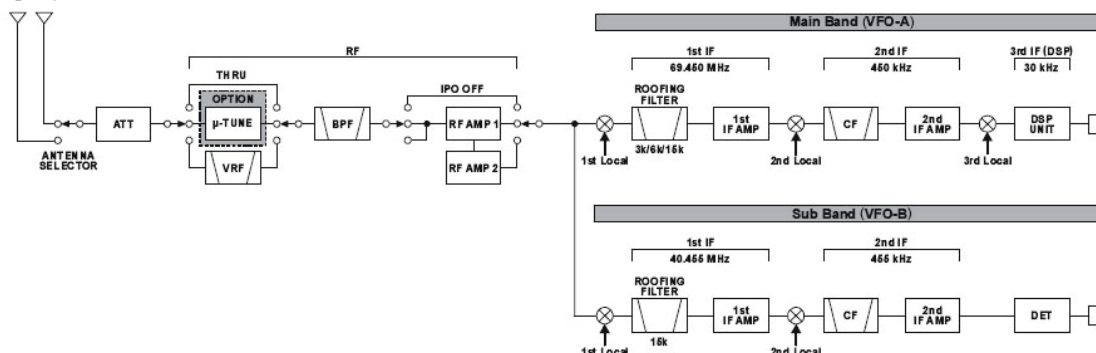 Main Band (VFO-A)
RF
1st IF
2nd IF
3rd IF (DSP)
69.450 MHz
450 kHz
30 kHz
THRU
OPTION
IPO OFF
ROOFING
FILTER
ATT
μ-TUNE
BPF
RF AMP 1
1st
IF AMP
CF
2nd
IF AMP
DSP
UNIT
ANTENNA
SELECTOR
VRF
RF AMP 2
3k/6k/15k
1st Local
2nd Local
3rd Local
Sub Band (VFO-B)
1st IF
2nd IF
40.455 MHz
455 kHz
ROOFING
FILTER
1st
IF AMP
CF
2nd
IF AMP
DET
15k
1st Local
2nd Local